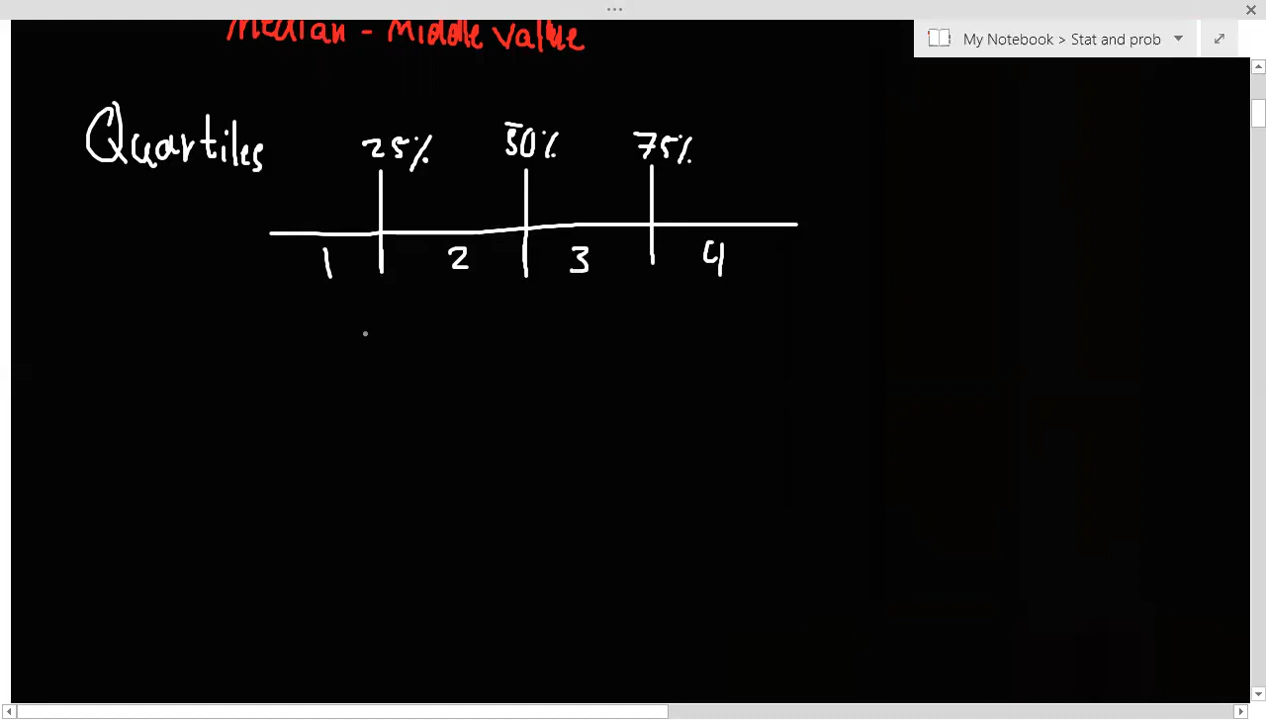 Median - Middle value
My Notebook > Stat and prob
Quartiles 25% 50% 75%
1 2 3 4